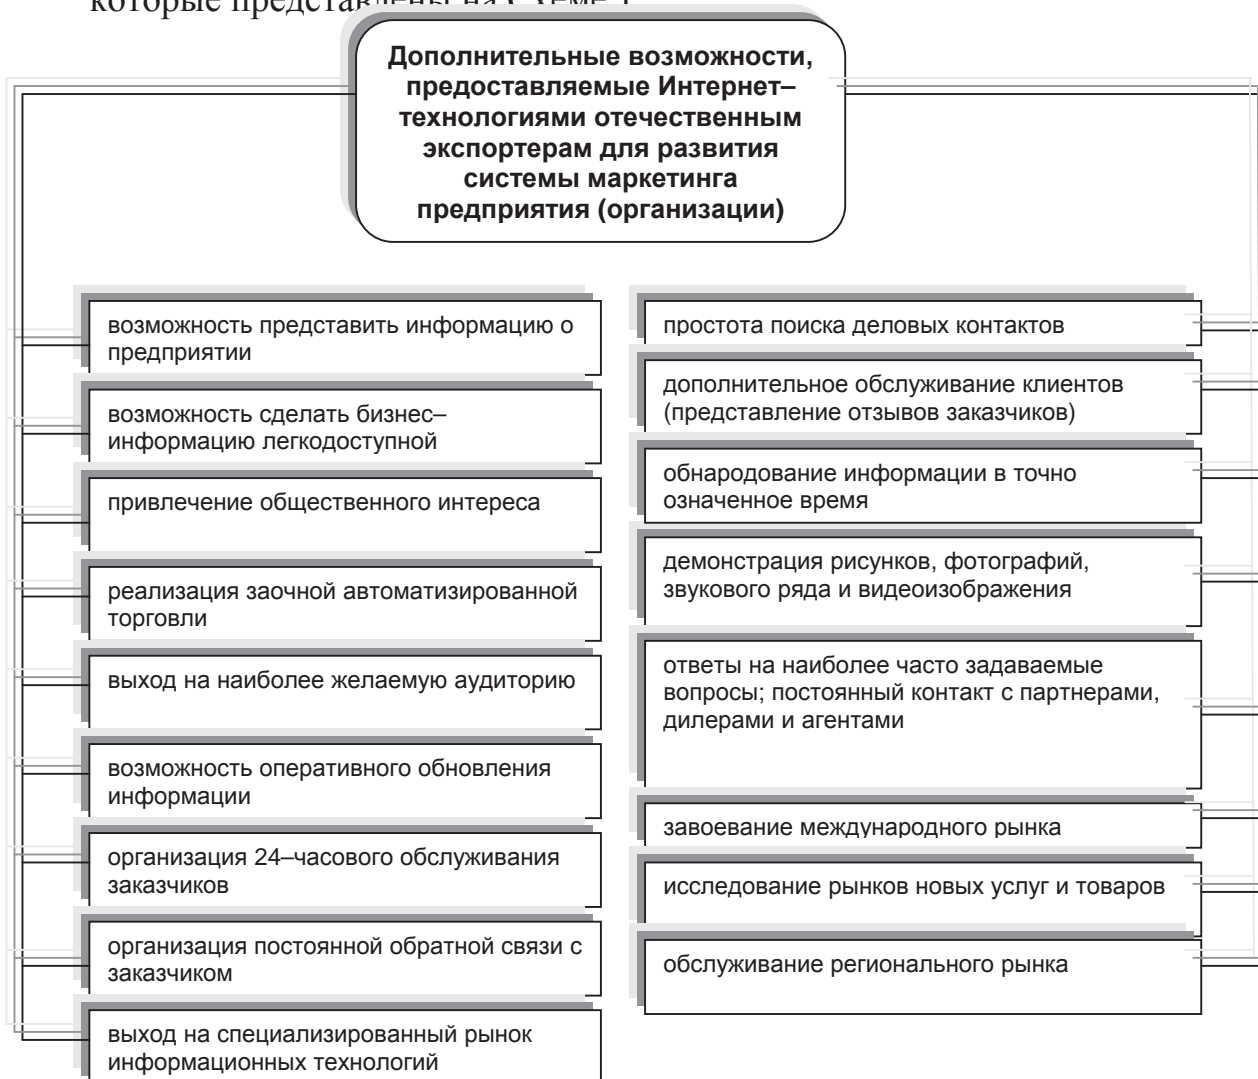 которые представлены на Схеме 1
Дополнительные возможности,
предоставляемые Интернет–
технологиями отечественным
экспортерам для развития
системы маркетинга
предприятия (организации)
возможность представить информацию о
предприятии
возможность сделать бизнес–
информацию легкодоступной
привлечение общественного интереса
реализация заочной автоматизированной
торговли
выход на наиболее желаемую аудиторию
возможность оперативного обновления
информации
организация 24–часового обслуживания
заказчиков
организация постоянной обратной связи с
заказчиком
выход на специализированный рынок
информационных технологий
простота поиска деловых контактов
дополнительное обслуживание клиентов
(представление отзывов заказчиков)
обнародование информации в точно
означенное время
демонстрация рисунков, фотографий,
звукового ряда и видеоизображения
ответы на наиболее часто задаваемые
вопросы; постоянный контакт с партнерами,
дилерами и агентами
завоевание международного рынка
исследование рынков новых услуг и товаров
обслуживание регионального рынка